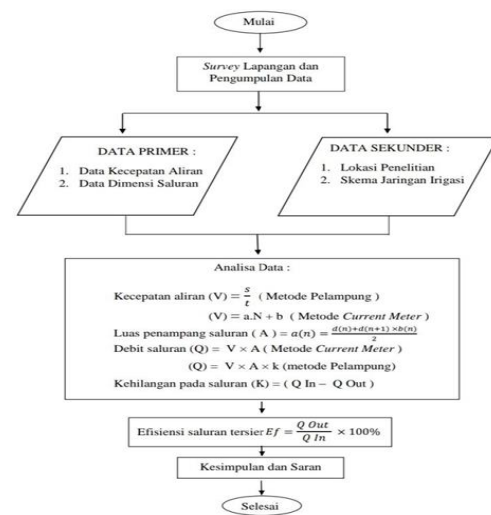 Mulai
Survey Lapangan dan
Pengumpulan Data
DATA PRIMER :
1. Data Kecepatan Aliran
2. Data Dimensi Saluran
DATA SEKUNDER :
1. Lokasi Penelitian
2. Skema Jaringan Irigasi
Analisa Data :
Kecepatan aliran (V) = s/t ( Metode Pelampung )
(V) = a.N + b ( Metode Current Meter )
Luas penampang saluran ( A ) = a(n) = d(n)+d(n+1) ×b(n)/2
Debit saluran (Q) = V × A ( Metode Current Meter )
(Q) = V × A × k (metode Pelampung)
Kehilangan pada saluran (K) = ( Q In – Q Out )
Efisiensi saluran tersier Ef = Q Out/Q In × 100%
Kesimpulan dan Saran
Selesai